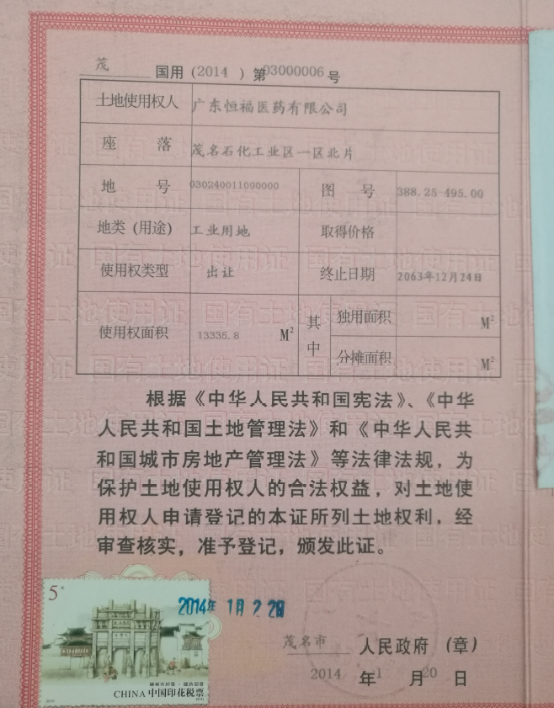 茂 国用(2014)第03000006号
土地使用权人 广东恒福医药有限公司
座落 茂名石化工业区一区北片
地号 030240011090000 图号 388.25-495.00
地类(用途) 工业用地 取得价格
使用权类型 出让 终止日期 2063年12月24日
使用权面积 13335.8 M² 其中 独用面积 M²
分摊面积 M²
根据《中华人民共和国宪法》、《中华
人民共和国土地管理法》和《中华人民共
和国城市房地产管理法》等法律法规，为
保护土地使用权人的合法权益，对土地使
用权人申请登记的本证所列土地权利，经
审查核实，准予登记，颁发此证。
5
2014年1月22日
CHINA 中国印花税票
茂名市 人民政府(章)
2014年1月20日